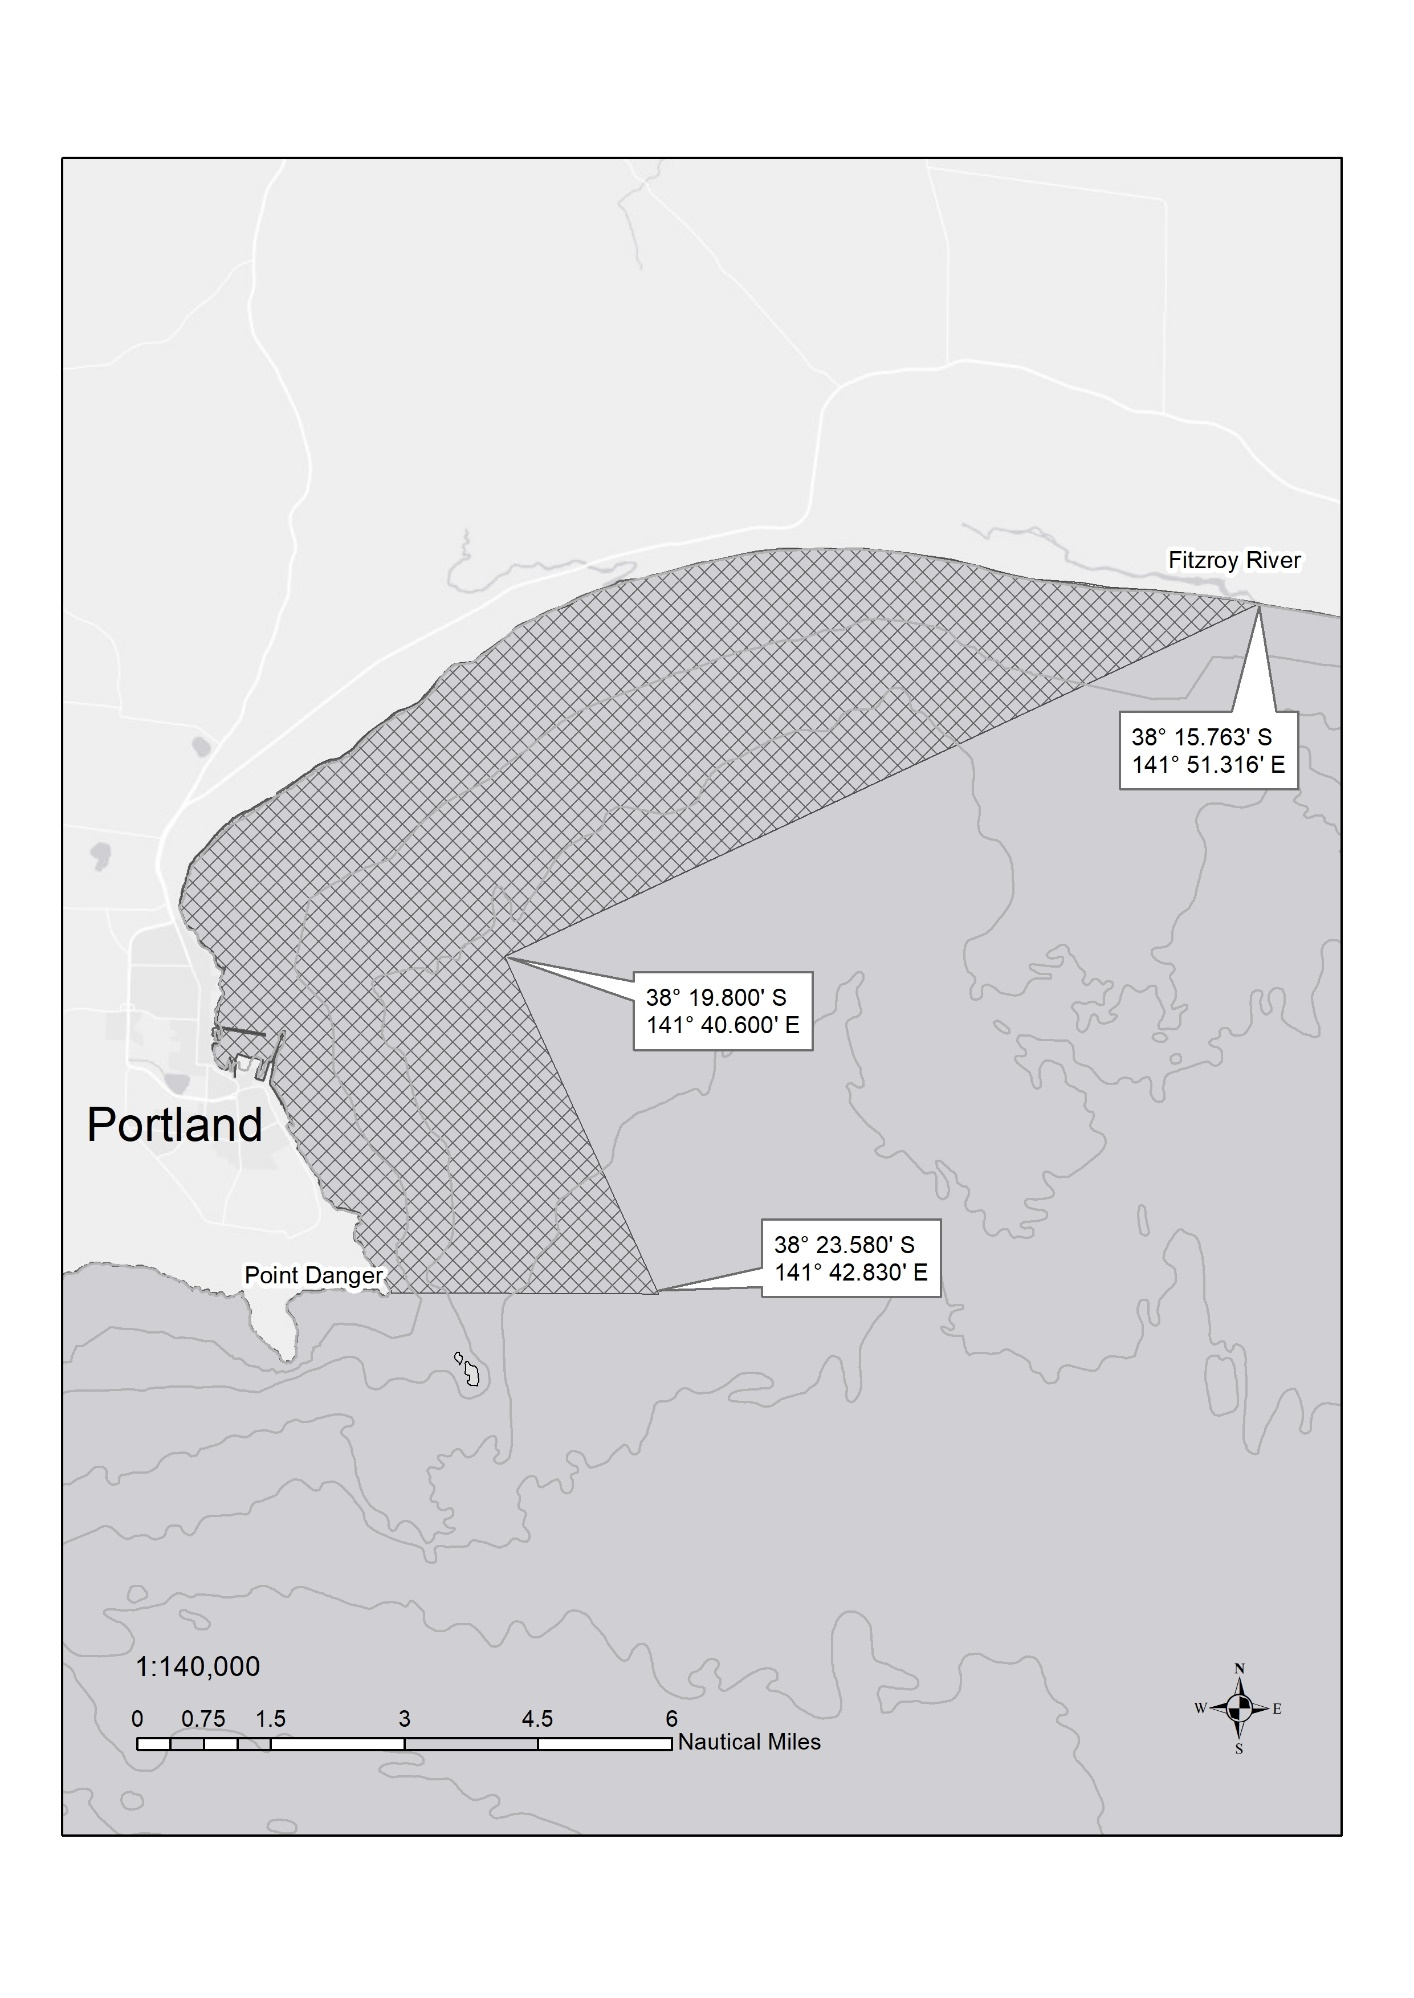 Fitzroy River
38° 15.763' S
141° 51.316' E
38° 19.800' S
141° 40.600' E
Portland
38° 23.580' S
141° 42.830' E
Point Danger
1:140,000
0 0.75 1.5 3 4.5 6
Nautical Miles
N
W E
S